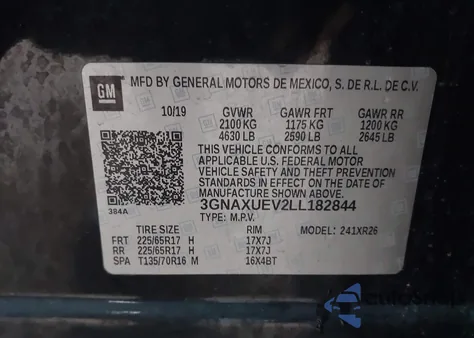 GM
MFD BY GENERAL MOTORS DE MEXICO, S. DE R.L. DE C.V.
10/19 GVWR GAWR FRT GAWR RR
2100 KG 1175 KG 1200 KG
4630 LB 2590 LB 2645 LB
THIS VEHICLE CONFORMS TO ALL
APPLICABLE U.S. FEDERAL MOTOR
VEHICLE SAFETY AND THEFT PREVENTION
STANDARDS IN EFFECT ON THE DATE OF
MANUFACTURE SHOWN ABOVE.
384A
3GNAXUEV2LL182844
TYPE: M.P.V.
TIRE SIZE RIM MODEL: 241XR26
FRT 225/65R17 H 17X7J
RR 225/65R17 H 17X7J
SPA T135/70R16 M 16X4BT